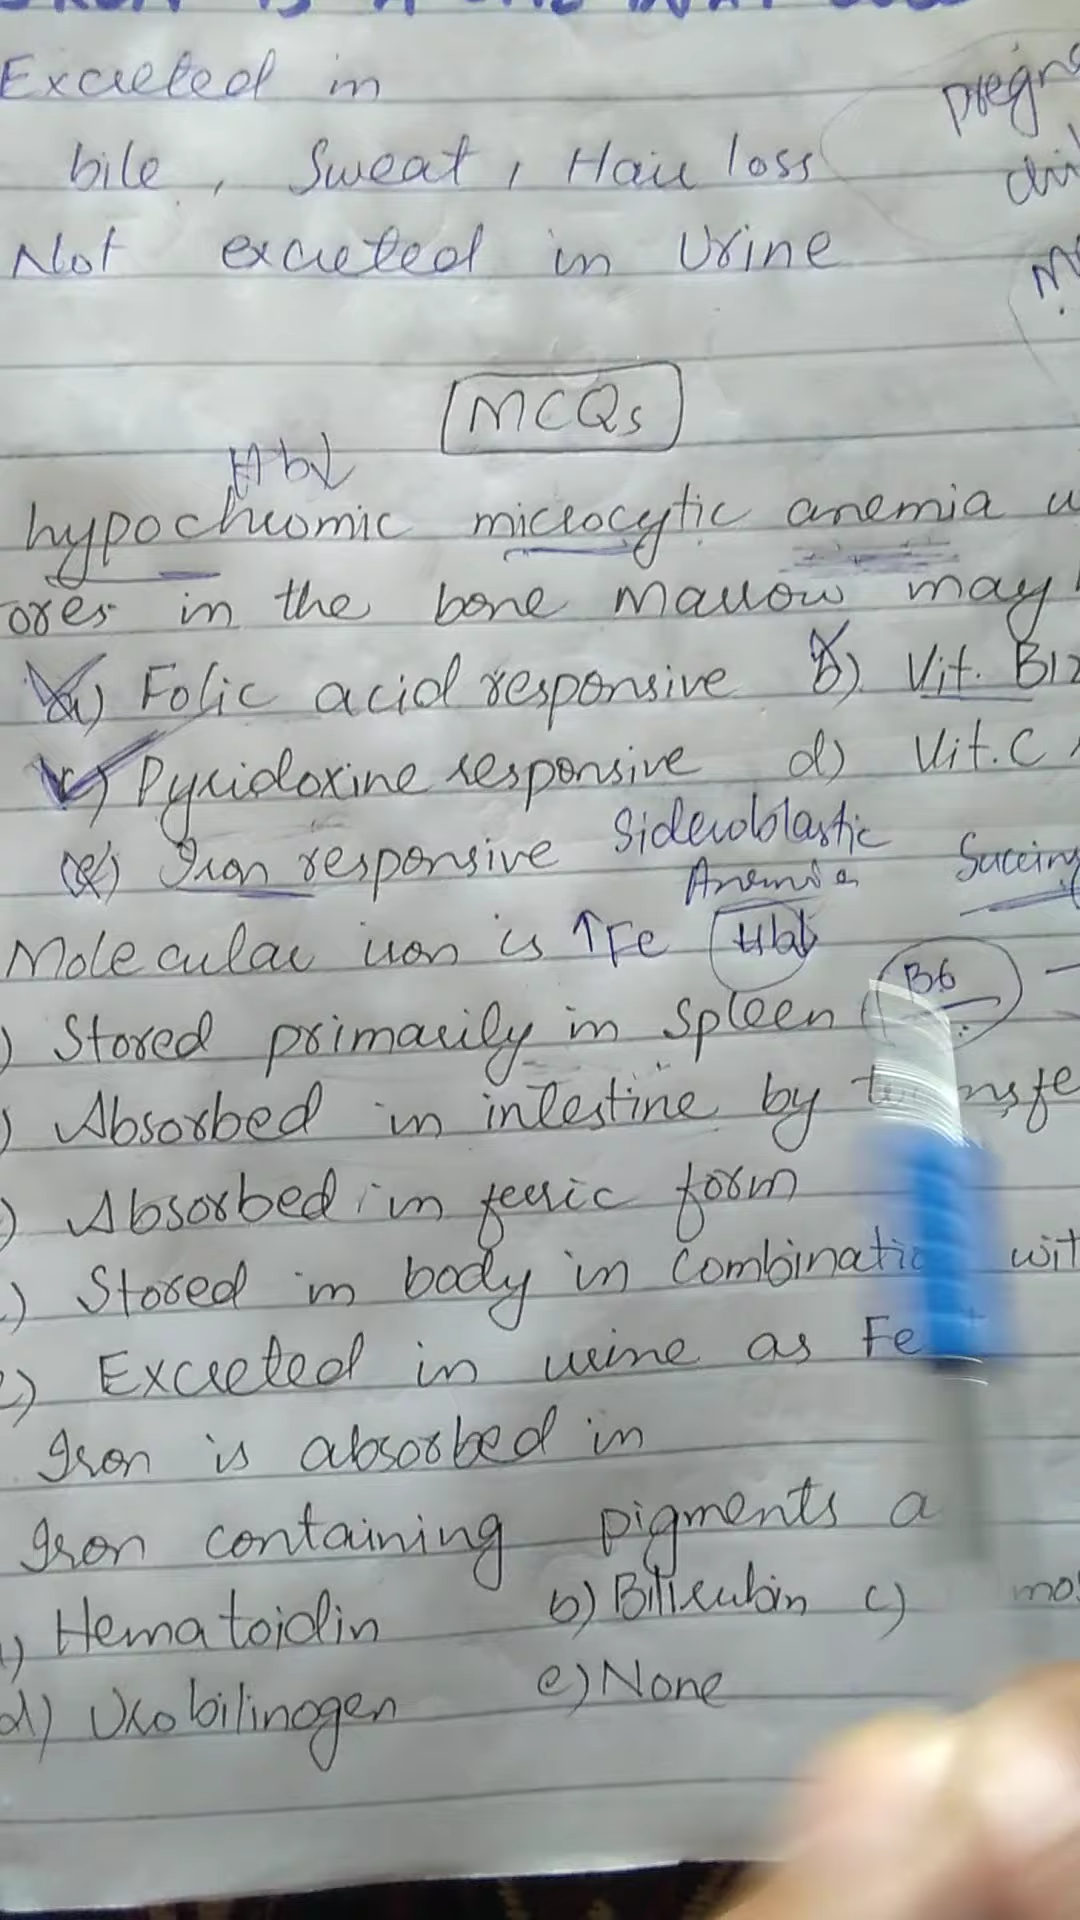 Excreted in
bile, Sweat, Hair loss
Not excreted in Urine
MCQs
Hb↓
hypochromic microcytic anemia
ores in the bone marrow may
a) Folic acid responsive b) Vit. B12
c) Pyridoxine responsive d) Vit. C
e) Iron responsive Sideroblastic
Anemia
Molecular iron is ↑Fe Hb↓
B6
) Stored primarily in spleen
) Absorbed in intestine by
) Absorbed in ferric form
) Stored in body in combinatio
) Excreted in urine as Fe
Iron is absorbed in
Iron containing pigments a
) Hematoidin b) Bilirubin c)
d) Urobilinogen e) None